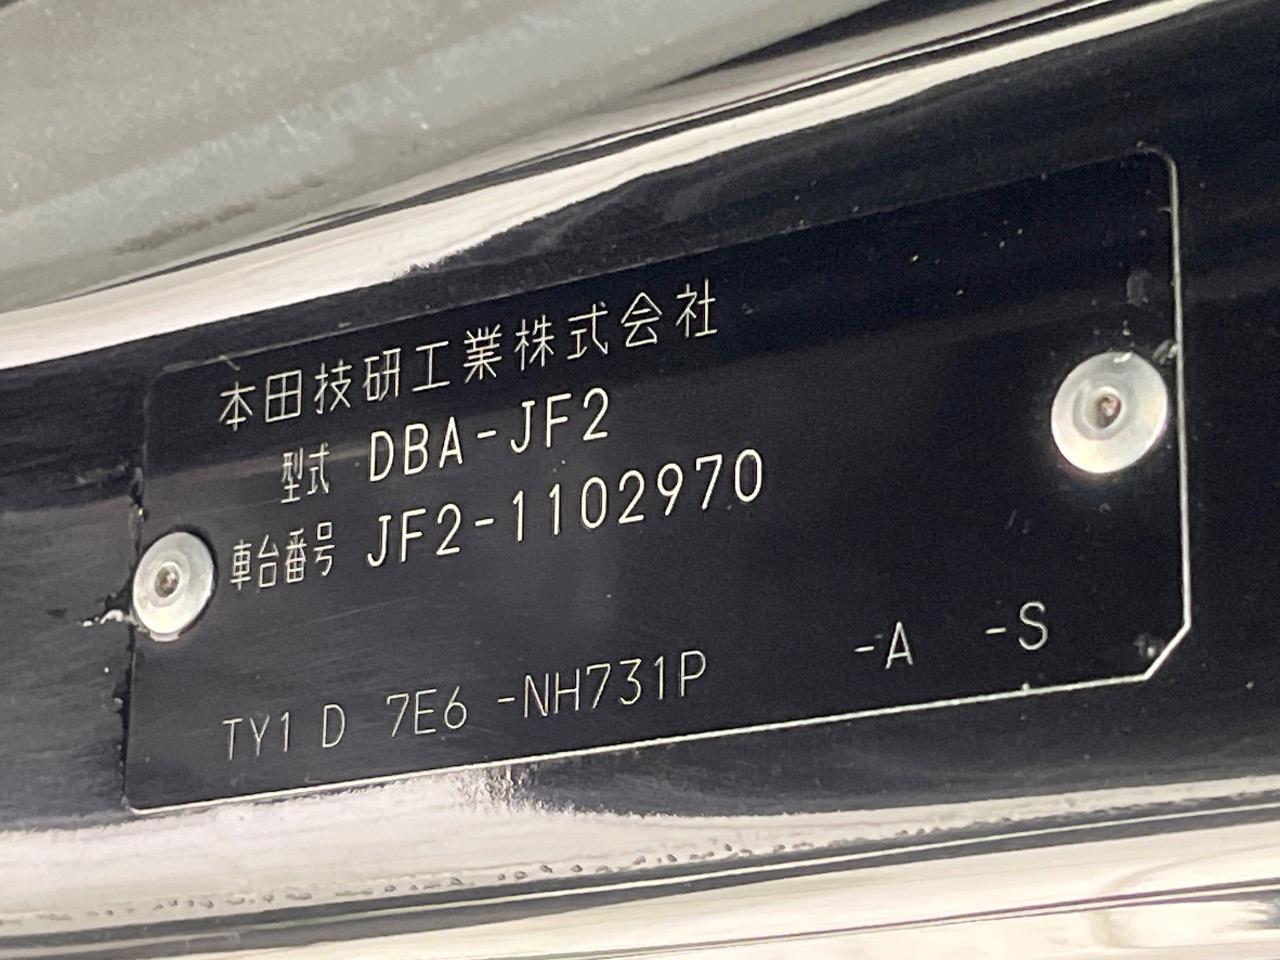 本田技研工業株式会社
型式 DBA-JF2
車台番号 JF2-1102970
TY1 D 7E6 -NH731P -A -S